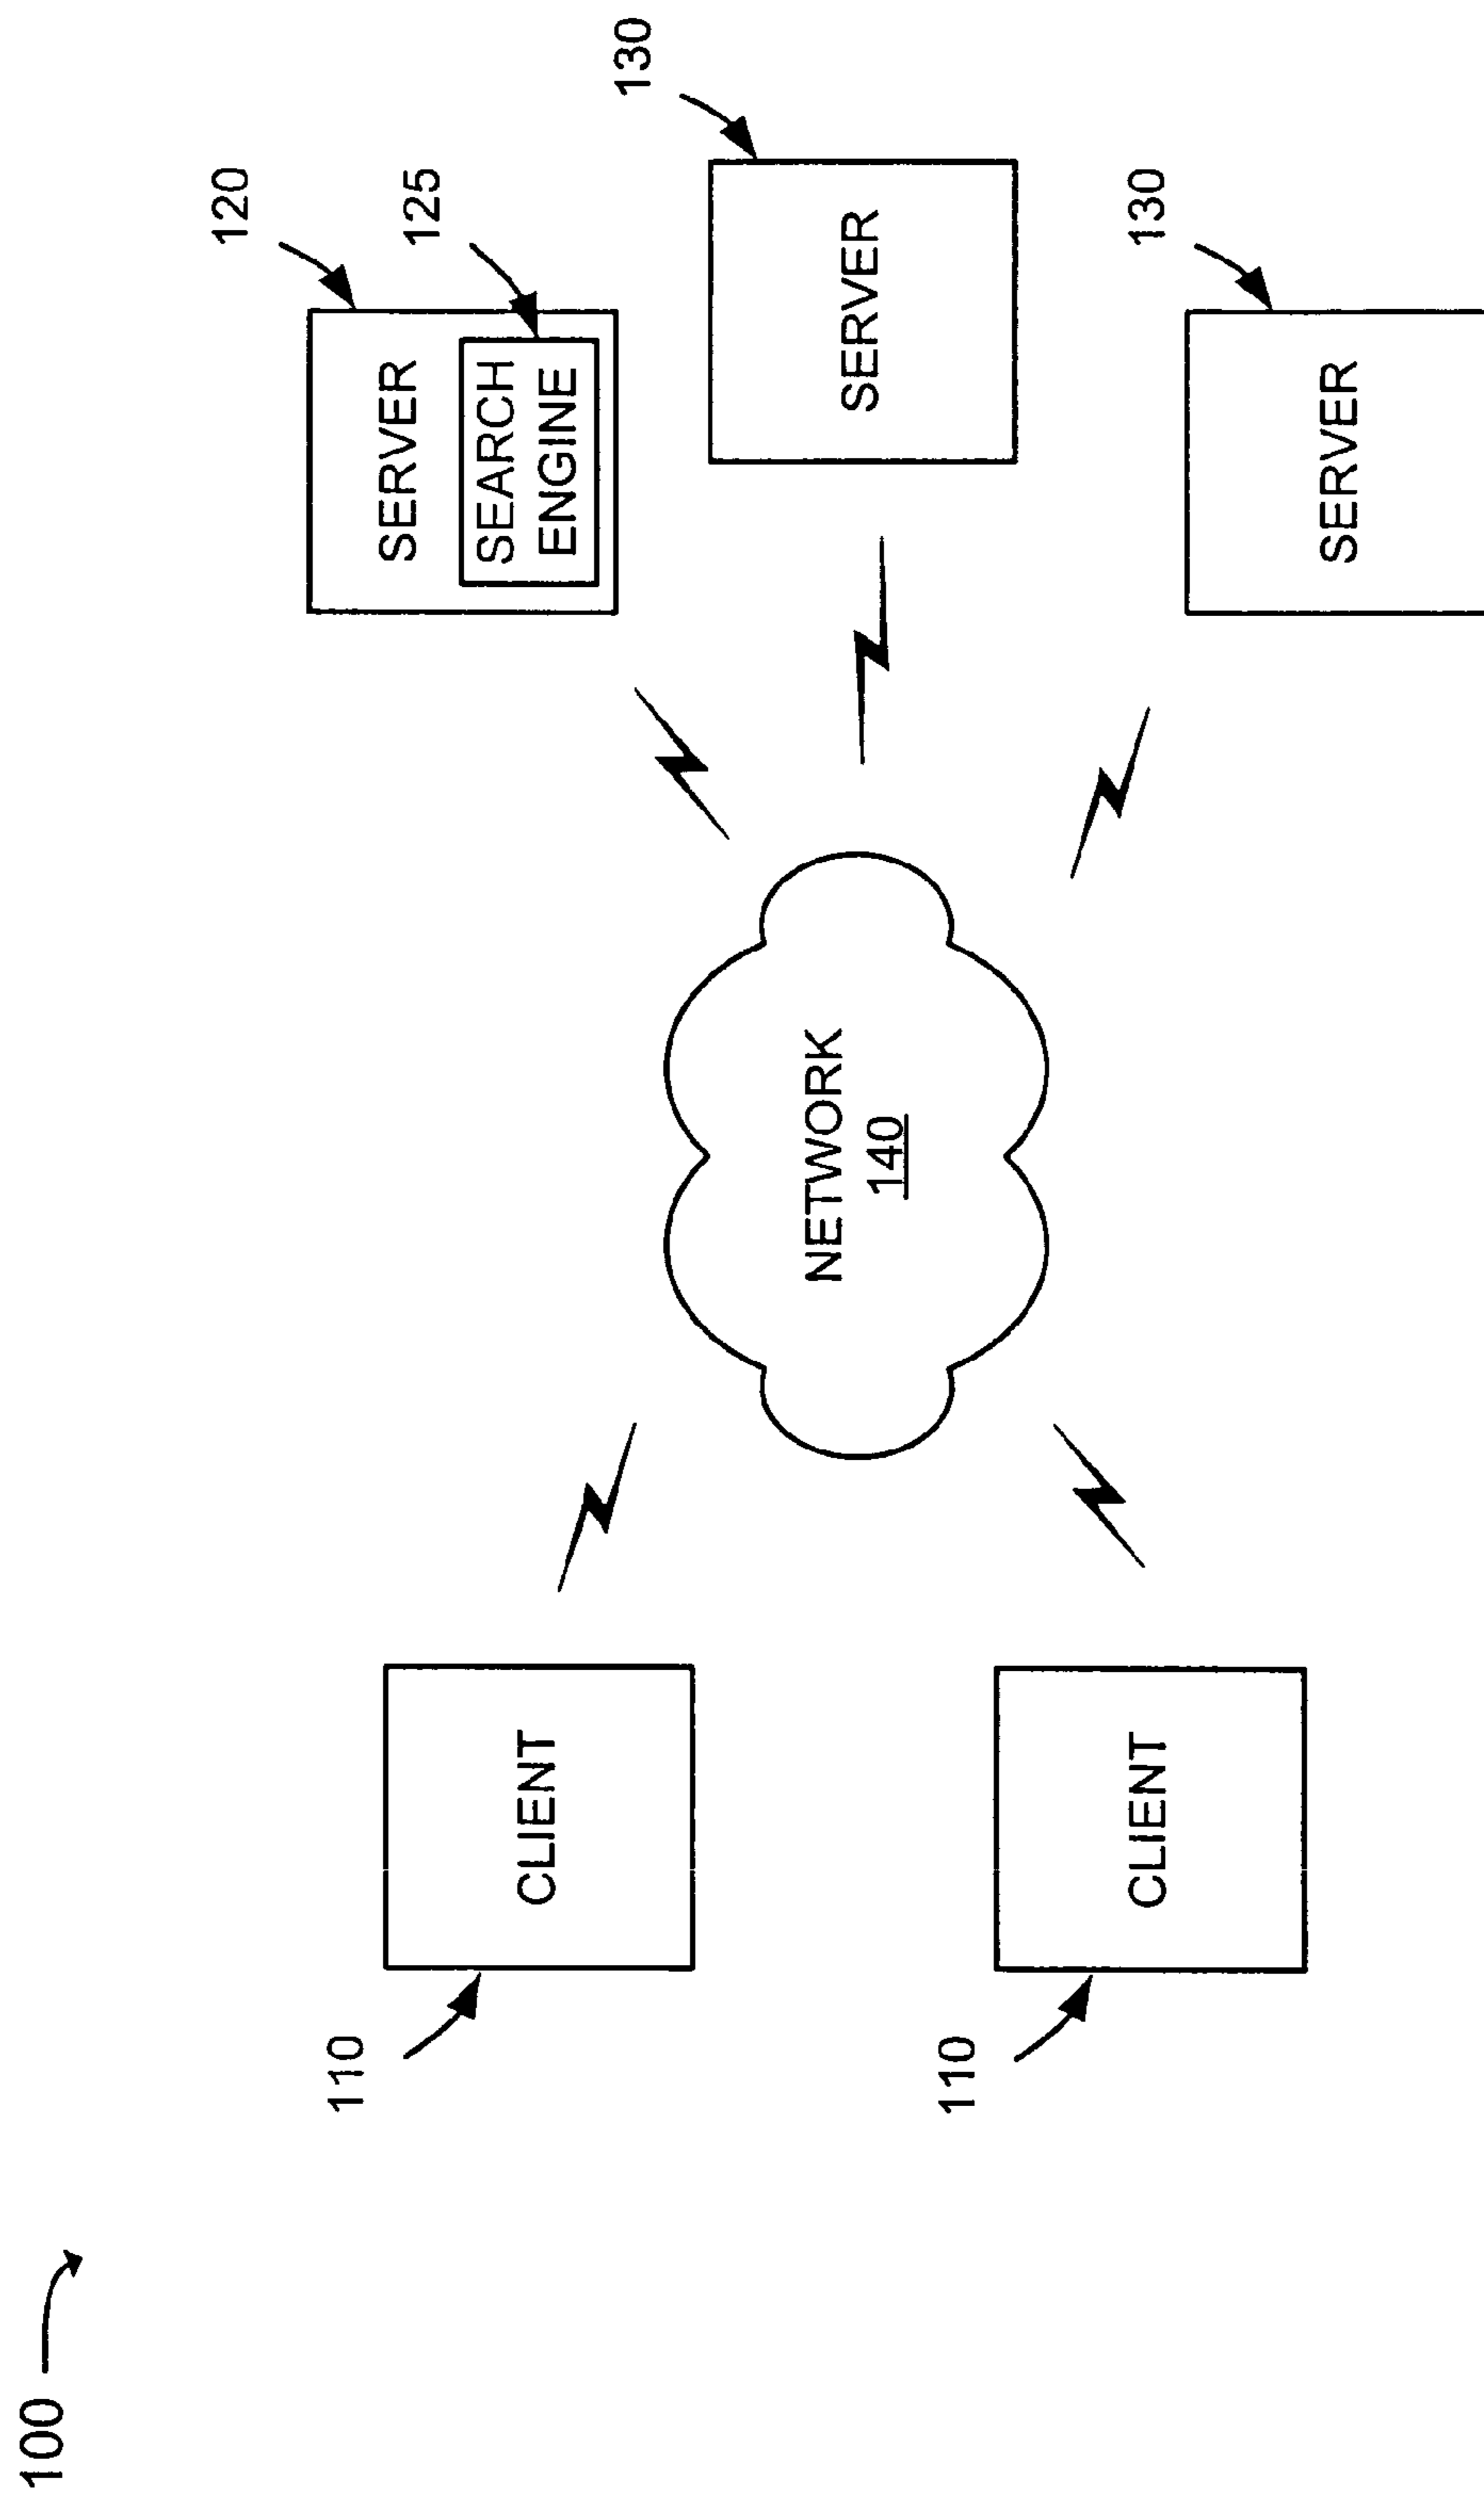 100
110
CLIENT
110
CLIENT
NETWORK
140
120
SERVER
125
SEARCH
ENGINE
130
SERVER
130
SERVER